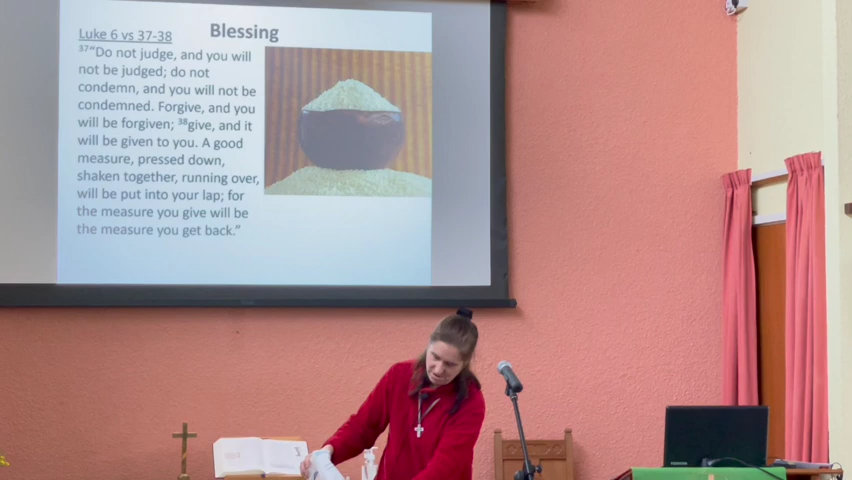 Blessing
Luke 6 vs 37-38
³⁷"Do not judge, and you will
not be judged; do not
condemn, and you will not be
condemned. Forgive, and you
will be forgiven; ³⁸give, and it
will be given to you. A good
measure, pressed down,
shaken together, running over,
will be put into your lap; for
the measure you give will be
the measure you get back."